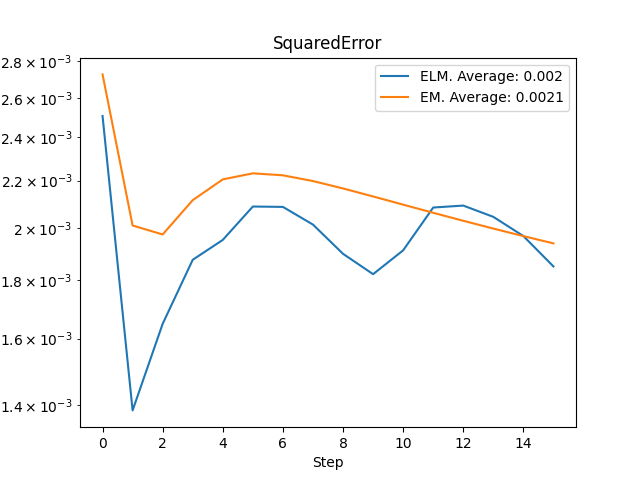 SquaredError
2.8 × 10⁻³
2.6 × 10⁻³
2.4 × 10⁻³
2.2 × 10⁻³
2 × 10⁻³
1.8 × 10⁻³
1.6 × 10⁻³
1.4 × 10⁻³
ELM. Average: 0.002
EM. Average: 0.0021
0 2 4 6 8 10 12 14
Step